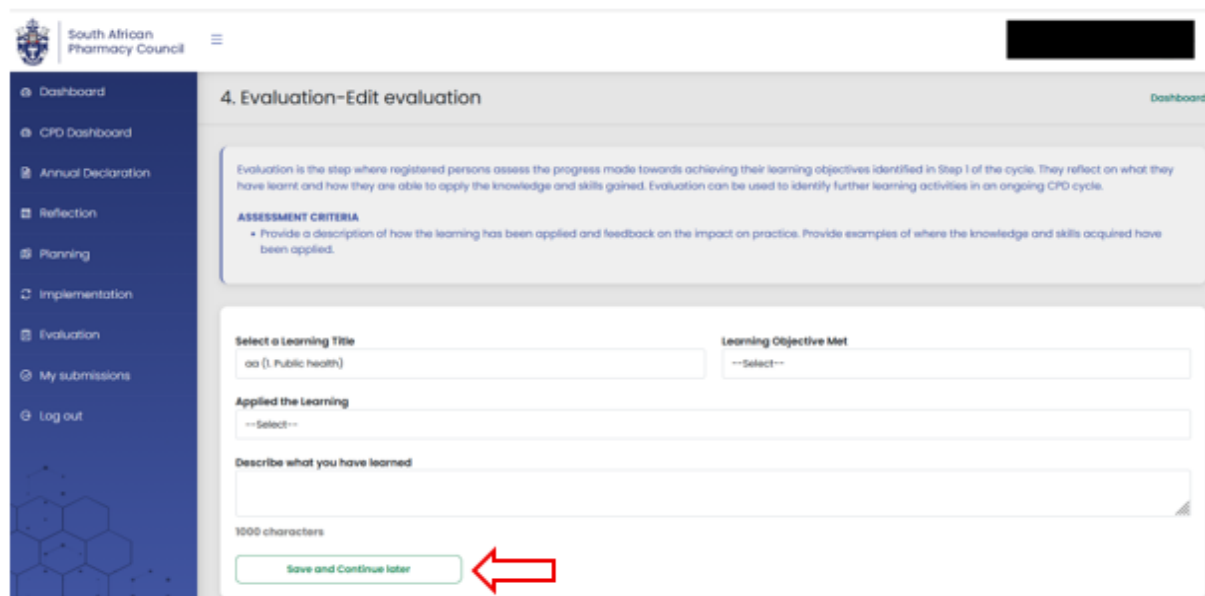 South African
Pharmacy Council
Dashboard
CPD Dashboard
Annual Declaration
Reflection
Planning
Implementation
Evaluation
My submissions
Log out
4. Evaluation-Edit evaluation
Dashboard
Evaluation is the step where registered persons assess the progress made towards achieving their learning objectives identified in Step 1 of the cycle. They reflect on what they
have learnt and how they are able to apply the knowledge and skills gained. Evaluation can be used to identify further learning activities in an ongoing CPD cycle.
ASSESSMENT CRITERIA
• Provide a description of how the learning has been applied and feedback on the impact on practice. Provide examples of where the knowledge and skills acquired have
been applied.
Select a Learning Title
aa (1. Public health)
Learning Objective Met
--Select--
Applied the Learning
--Select--
Describe what you have learned
1000 characters
Save and Continue later